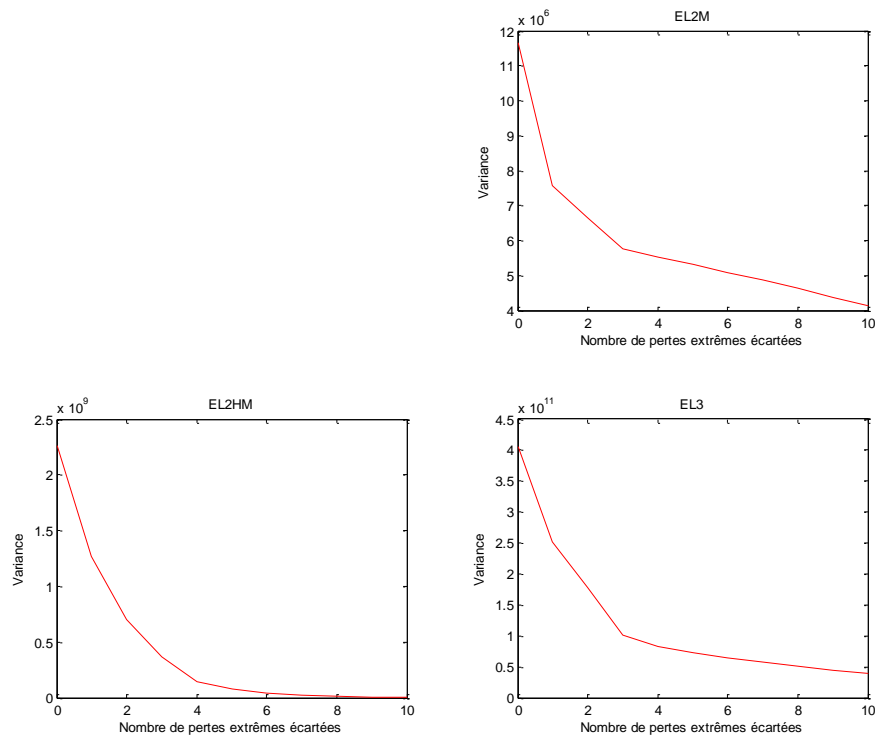 EL2M
x 10^6
12
11
10
9
8
7
6
5
4
Variance
0 2 4 6 8 10
Nombre de pertes extrêmes écartées
EL2HM
x 10^9
2.5
2
1.5
1
0.5
0
Variance
0 2 4 6 8 10
Nombre de pertes extrêmes écartées
EL3
x 10^11
4.5
4
3.5
3
2.5
2
1.5
1
0.5
0
Variance
0 2 4 6 8 10
Nombre de pertes extrêmes écartées